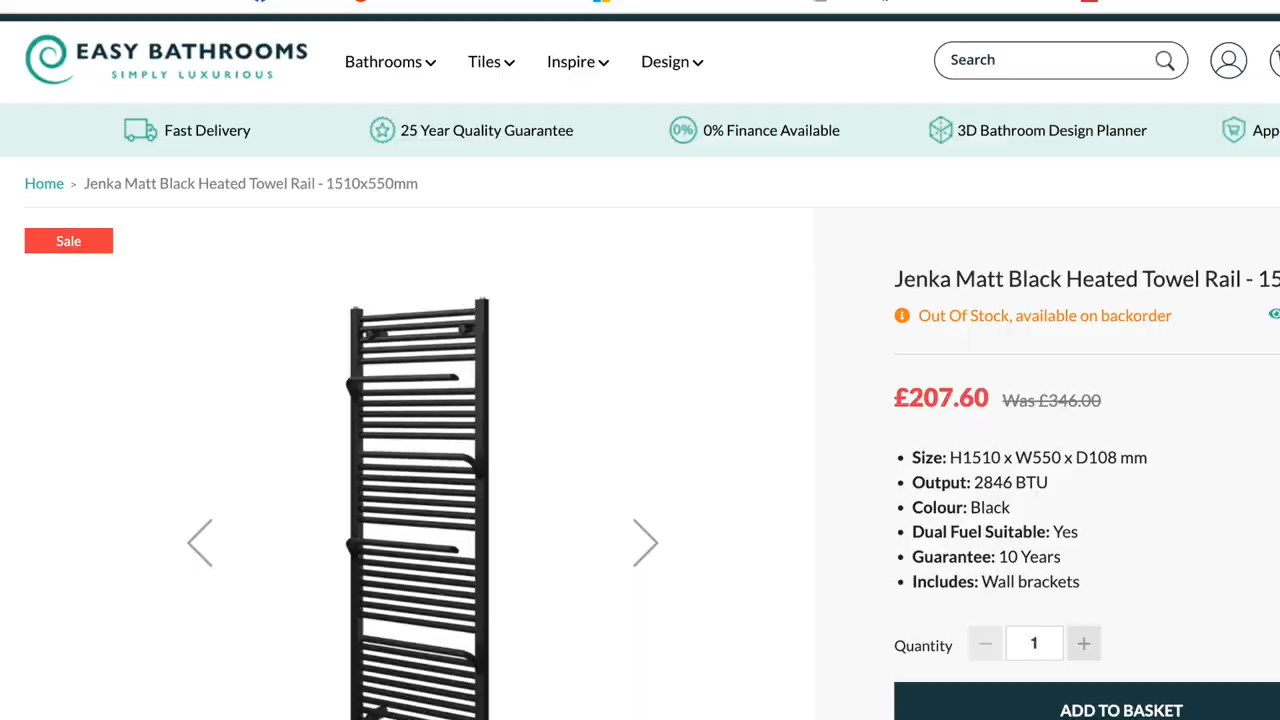 EASY BATHROOMS
SIMPLY LUXURIOUS
Bathrooms Tiles Inspire Design
Search
Fast Delivery
25 Year Quality Guarantee
0%
0% Finance Available
3D Bathroom Design Planner
Home > Jenka Matt Black Heated Towel Rail - 1510x550mm
Sale
Jenka Matt Black Heated Towel Rail - 15
Out Of Stock, available on backorder
£207.60 Was £346.00
• Size: H1510 x W550 x D108 mm
• Output: 2846 BTU
• Colour: Black
• Dual Fuel Suitable: Yes
• Guarantee: 10 Years
• Includes: Wall brackets
Quantity − 1 +
ADD TO BASKET